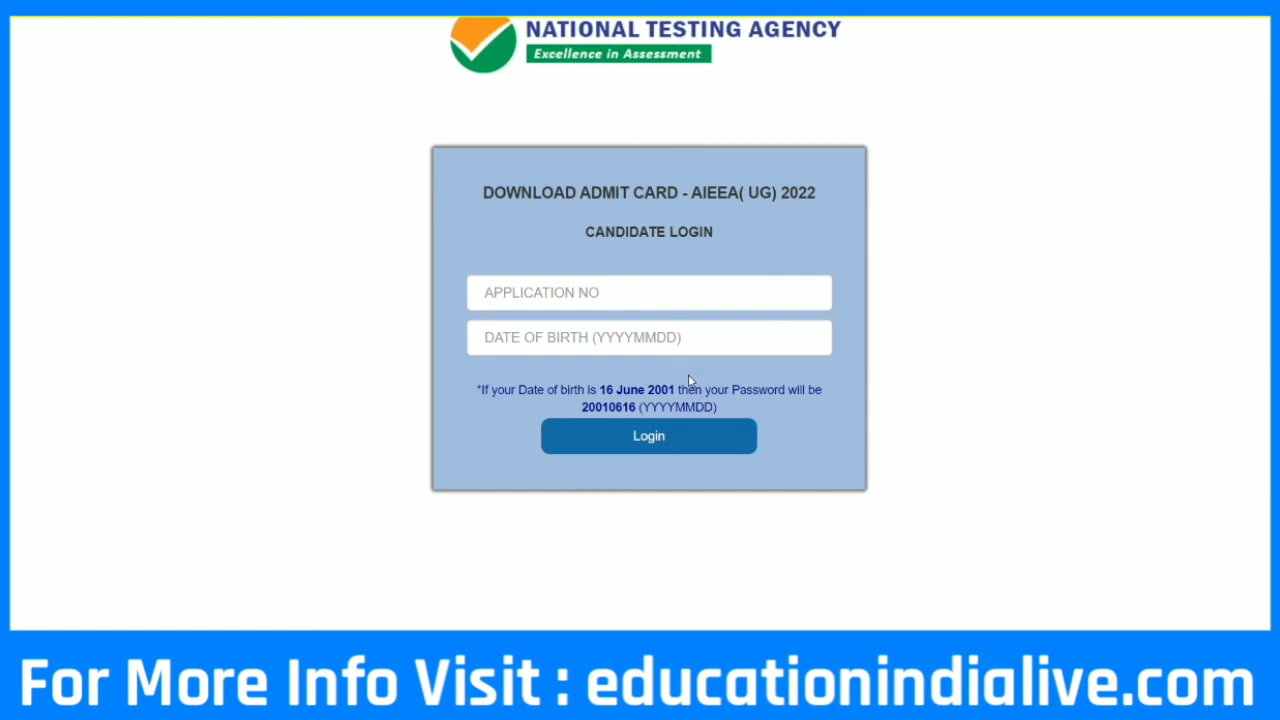 NATIONAL TESTING AGENCY
Excellence in Assessment
DOWNLOAD ADMIT CARD - AIEEA( UG) 2022
CANDIDATE LOGIN
APPLICATION NO
DATE OF BIRTH (YYYYMMDD)
*If your Date of birth is 16 June 2001 then your Password will be
20010616 (YYYYMMDD)
Login
For More Info Visit : educationindialive.com